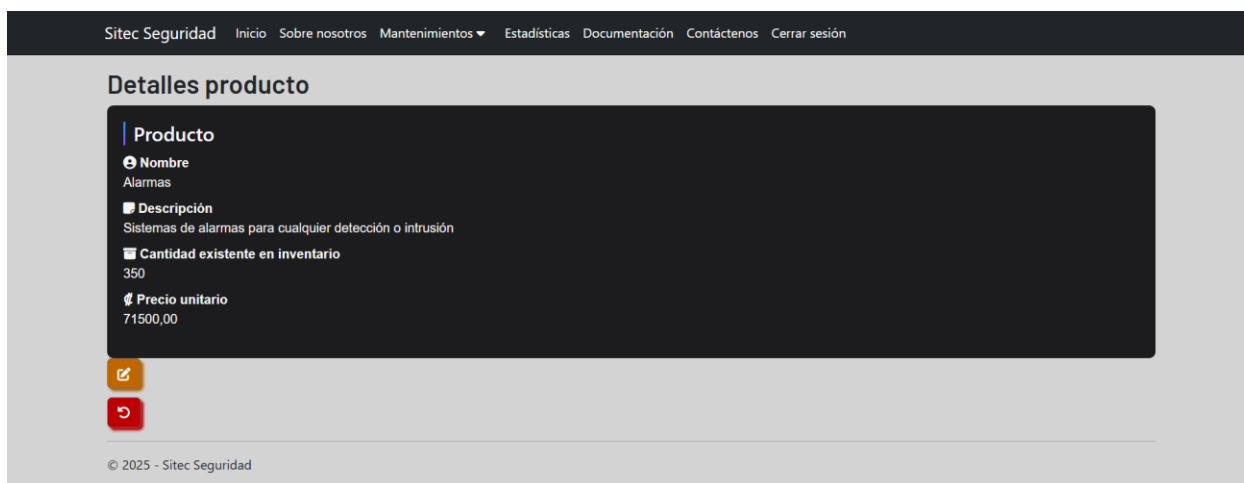 Sitec Seguridad Inicio Sobre nosotros Mantenimientos Estadísticas Documentación Contáctenos Cerrar sesión
Detalles producto
Producto
Nombre
Alarmas
Descripción
Sistemas de alarmas para cualquier detección o intrusión
Cantidad existente en inventario
350
₡ Precio unitario
71500,00
© 2025 - Sitec Seguridad